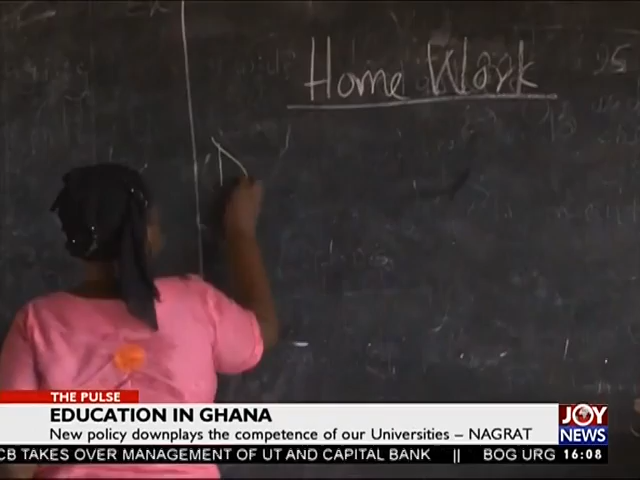 Home Work
THE PULSE
EDUCATION IN GHANA
New policy downplays the competence of our Universities – NAGRAT
JOY
NEWS
CB TAKES OVER MANAGEMENT OF UT AND CAPITAL BANK || BOG URG
16:08